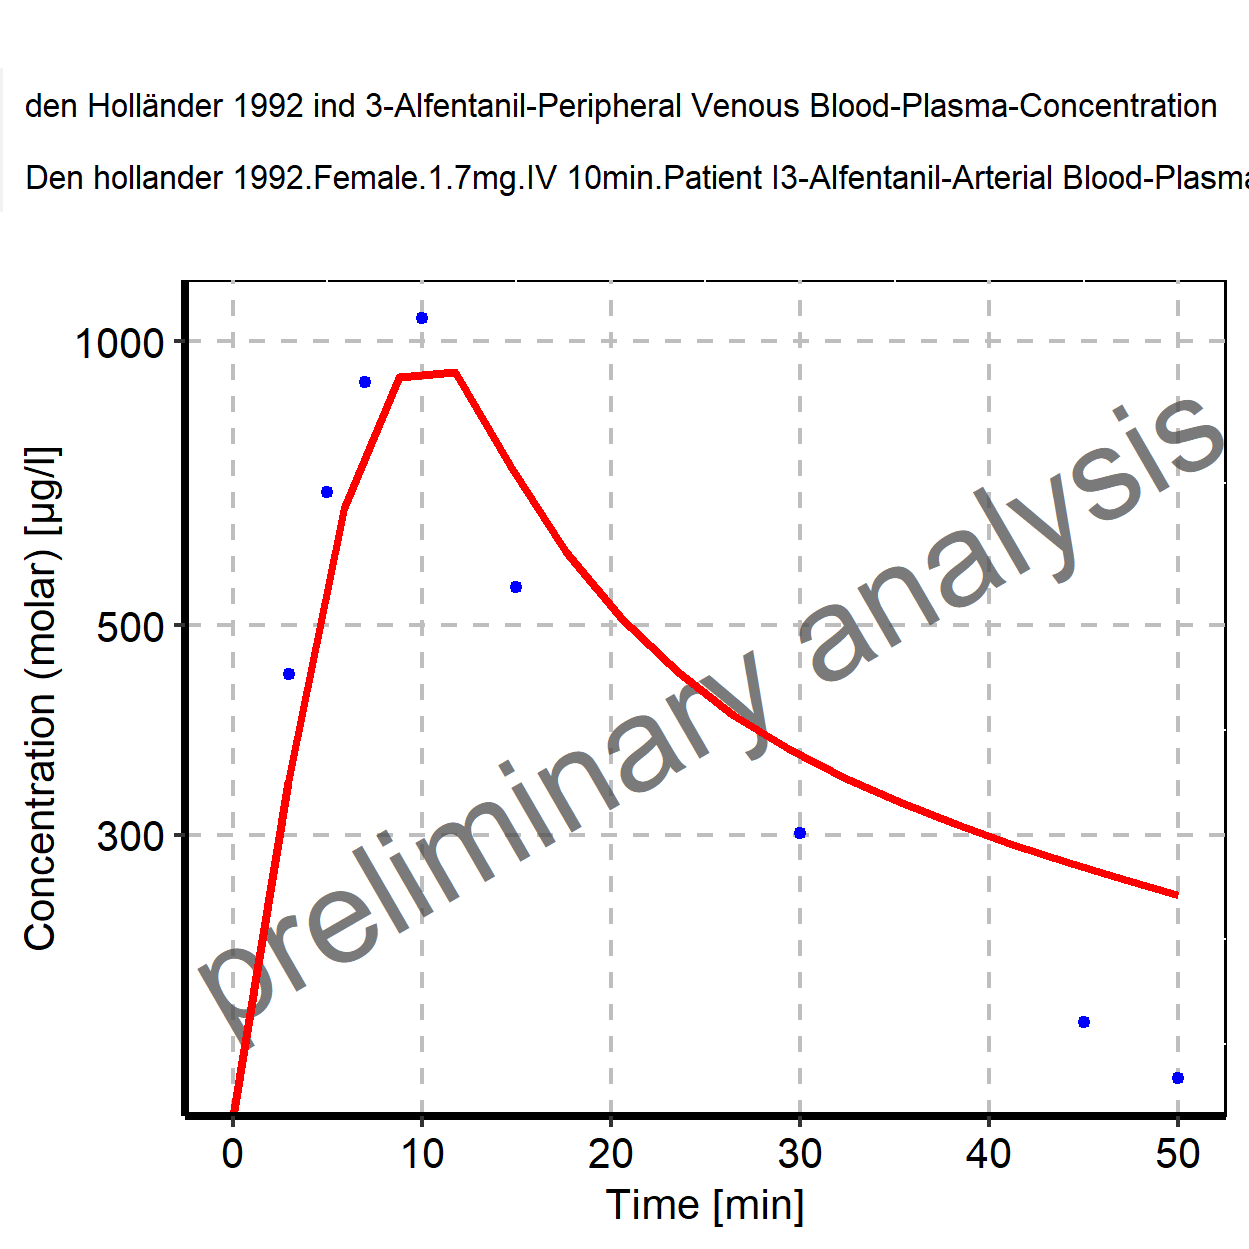 den Holländer 1992 ind 3-Alfentanil-Peripheral Venous Blood-Plasma-Concentration
Den hollander 1992.Female.1.7mg.IV 10min.Patient I3-Alfentanil-Arterial Blood-Plasma
1000
500
300
Concentration (molar) [µg/l]
preliminary analysis
0 10 20 30 40 50
Time [min]